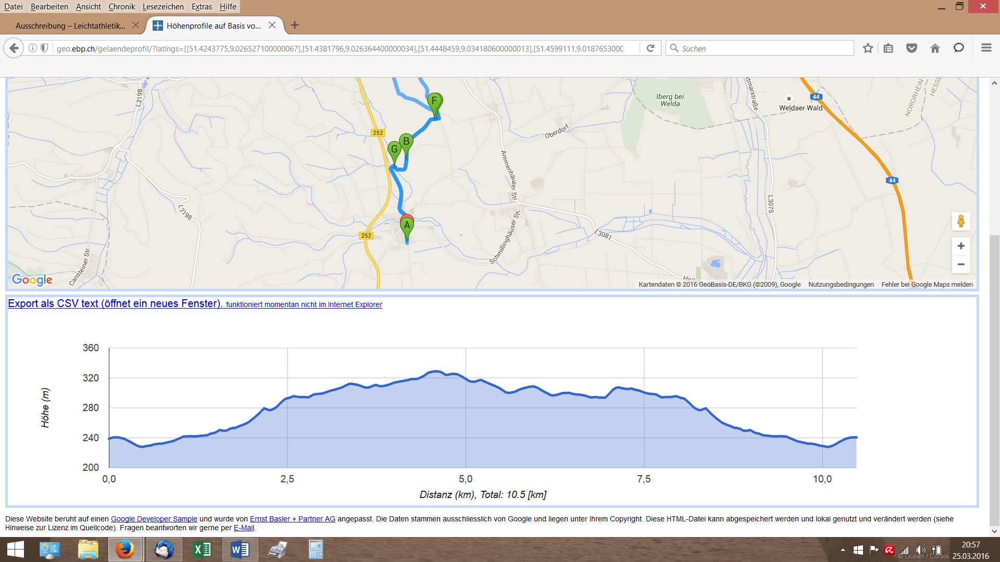 Datei Bearbeiten Ansicht Chronik Lesezeichen Extras Hilfe
Ausschreibung – Leichtathletik...
Höhenprofile auf Basis vo...
geo.ebp.ch/gelaendeprofil/?latlngs=[[51.4243775,9.026527100000067],[51.4381796,9.026364400000034],[51.4448459,9.034180600000013],[51.4599111,9.0187653000
Suchen
L3198
252
F
B
G
A
252
L3198
Cansteiner Str.
Oberdorf
Ammenhäuser Str.
Schmillinghäuser Str.
Iberg bei
Welda
tmarstraße
Weldaer Wald
44
NORDRHEIN-
HESSE
44
L3075
L3081
Google
Kartendaten © 2016 GeoBasis-DE/BKG (©2009), Google Nutzungsbedingungen Fehler bei Google Maps melden
Export als CSV text (öffnet ein neues Fenster). funktioniert momentan nicht im Internet Explorer
360
320
280
240
200
Höhe (m)
0,0 2,5 5,0 7,5 10,0
Distanz (km), Total: 10.5 [km]
Diese Website beruht auf einen Google Developer Sample und wurde von Ernst Basler + Partner AG angepasst. Die Daten stammen ausschliesslich von Google und liegen unter Ihrem Copyright. Diese HTML-Datei kann abgespeichert werden und lokal genutzt und verändert werden (siehe
Hinweise zur Lizenz im Quellcode). Fragen beantworten wir gerne per E-Mail.
20:57
© Ocean / Corbis
25.03.2016